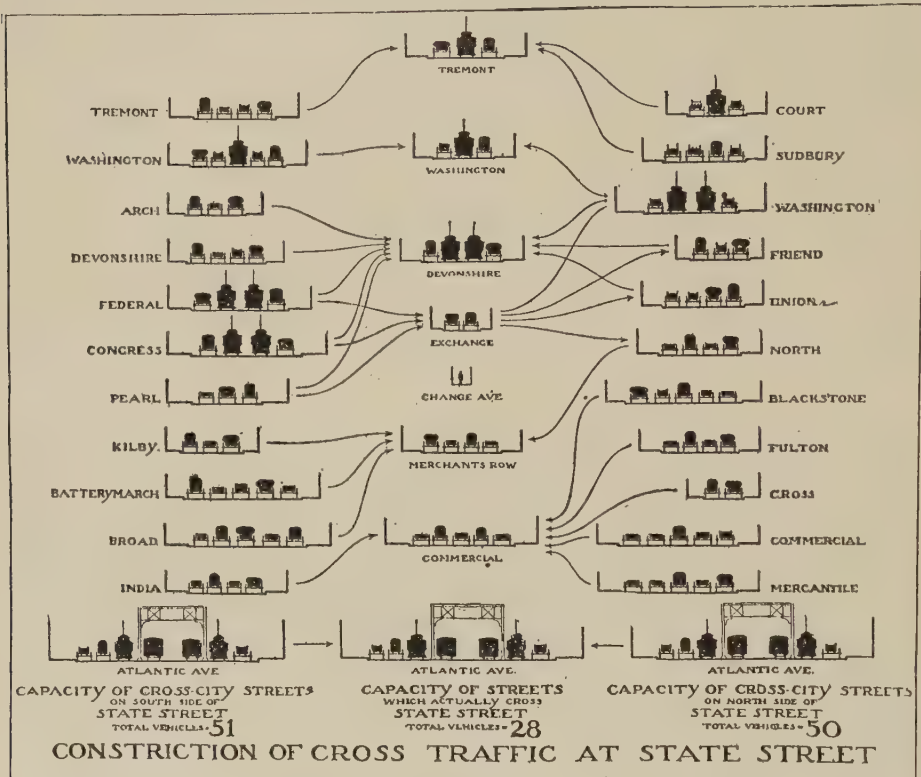 TREMONT
TREMONT
COURT
WASHINGTON
WASHINGTON
SUDBURY
ARCH
WASHINGTON
DEVONSHIRE
DEVONSHIRE
FRIEND
FEDERAL
UNION
CONGRESS
EXCHANGE
NORTH
PEARL
CHANGE AVE.
BLACKSTONE
KILBY.
MERCHANTS ROW
FULTON
BATTERYMARCH
CROSS
BROAD
COMMERCIAL
COMMERCIAL
INDIA
MERCANTILE
ATLANTIC AVE
CAPACITY OF CROSS-CITY STREETS
ON SOUTH SIDE OF
STATE STREET
TOTAL VEHICLES=51
ATLANTIC AVE.
CAPACITY OF STREETS
WHICH ACTUALLY CROSS
STATE STREET
TOTAL VEHICLES=28
ATLANTIC AVE.
CAPACITY OF CROSS-CITY STREETS
ON NORTH SIDE OF
STATE STREET
TOTAL VEHICLES=50
CONSTRICTION OF CROSS TRAFFIC AT STATE STREET